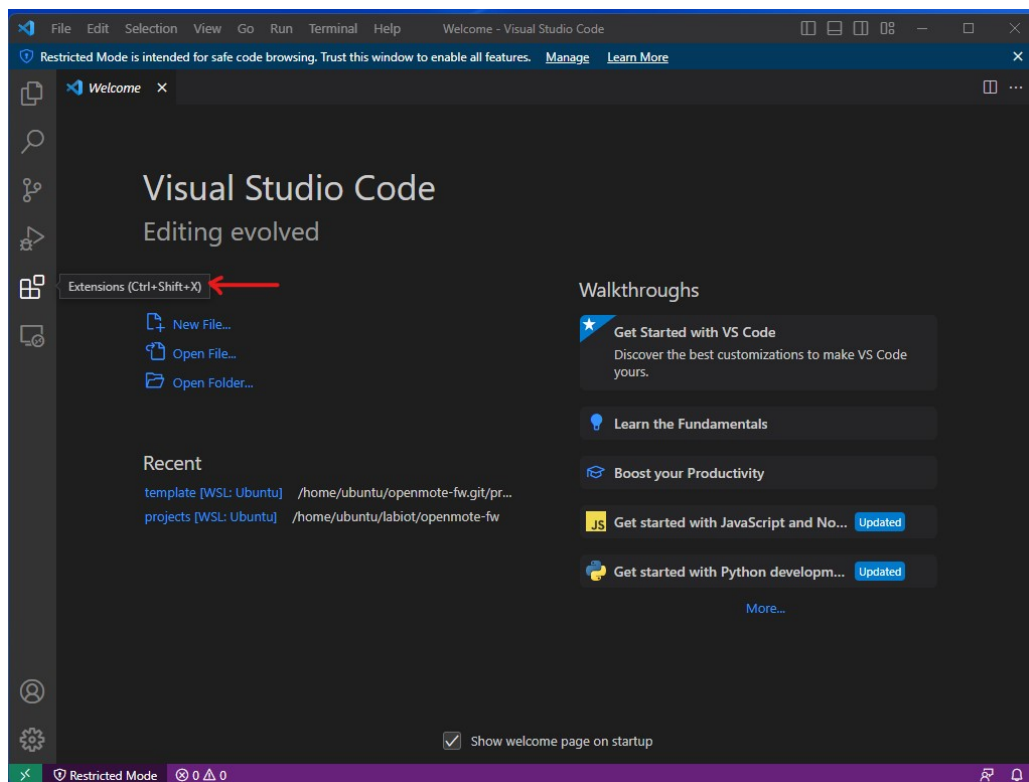 File Edit Selection View Go Run Terminal Help Welcome - Visual Studio Code
Restricted Mode is intended for safe code browsing. Trust this window to enable all features. Manage Learn More
Welcome
Visual Studio Code
Editing evolved
Extensions (Ctrl+Shift+X)
New File...
Open File...
Open Folder...
Recent
template [WSL: Ubuntu] /home/ubuntu/openmote-fw.git/pr...
projects [WSL: Ubuntu] /home/ubuntu/labiot/openmote-fw
Walkthroughs
Get Started with VS Code
Discover the best customizations to make VS Code
yours.
Learn the Fundamentals
Boost your Productivity
JS Get started with JavaScript and No... Updated
Get started with Python developm... Updated
More...
Show welcome page on startup
Restricted Mode 0 0